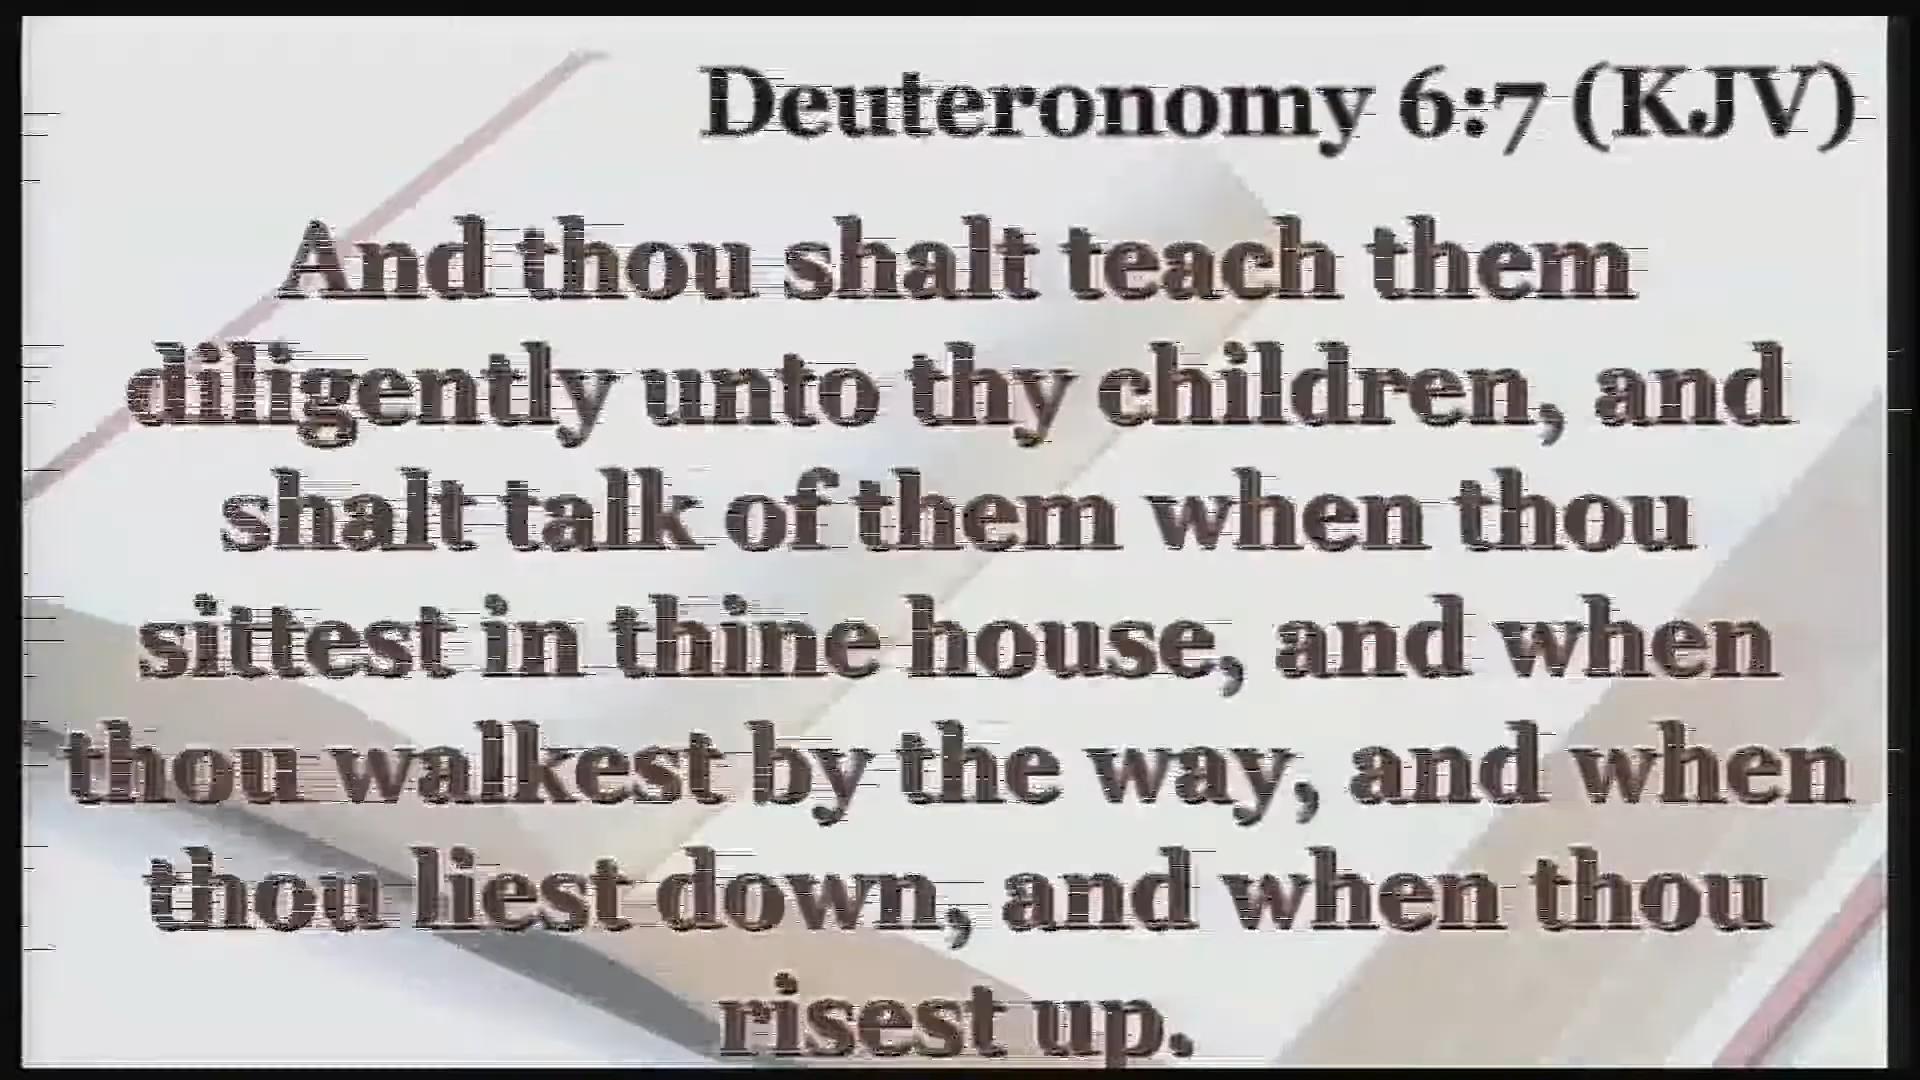 Deuteronomy 6:7 (KJV)
And thou shalt teach them
diligently unto thy children, and
shalt talk of them when thou
sittest in thine house, and when
thou walkest by the way, and when
thou liest down, and when thou
risest up.